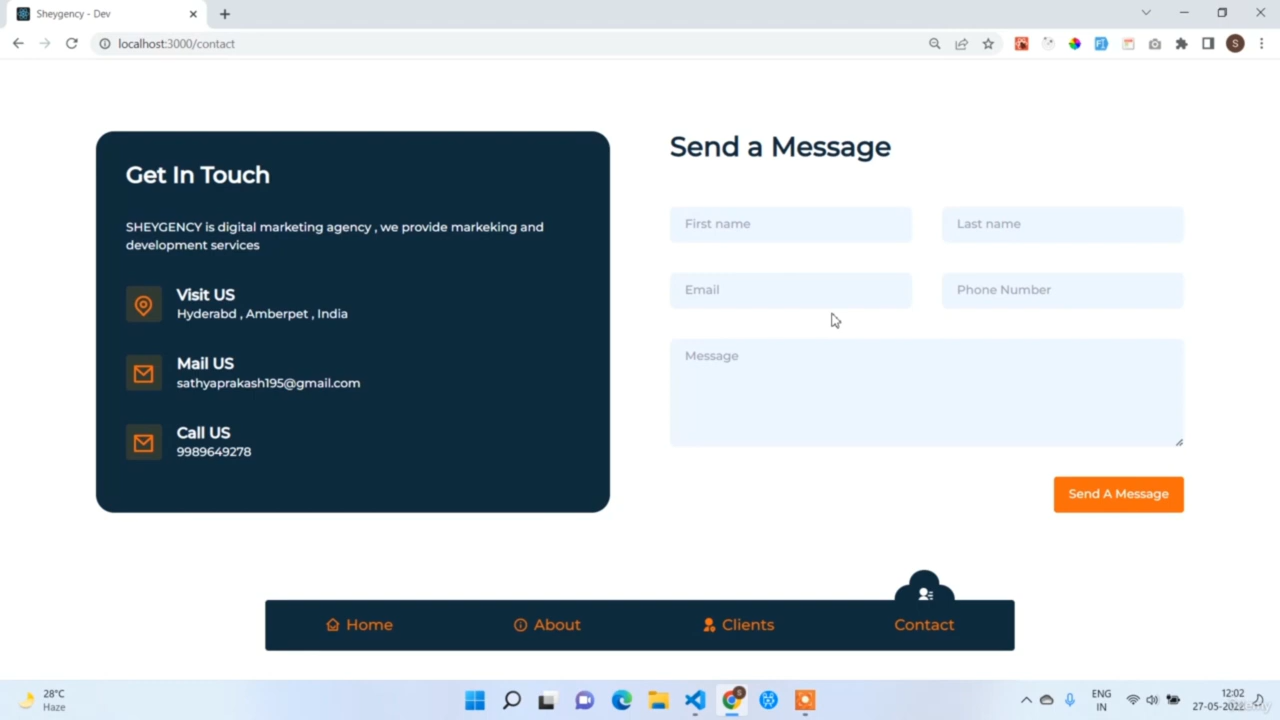 Sheygency - Dev
localhost:3000/contact
S
Get In Touch
SHEYGENCY is digital marketing agency , we provide markeking and
development services
Visit US
Hyderabd , Amberpet , India
Mail US
sathyaprakash195@gmail.com
Call US
9989649278
Send a Message
First name
Last name
Email
Phone Number
Message
Send A Message
Home
About
Clients
Contact
28°C
Haze
ENG
IN
12:02
27-05-2022